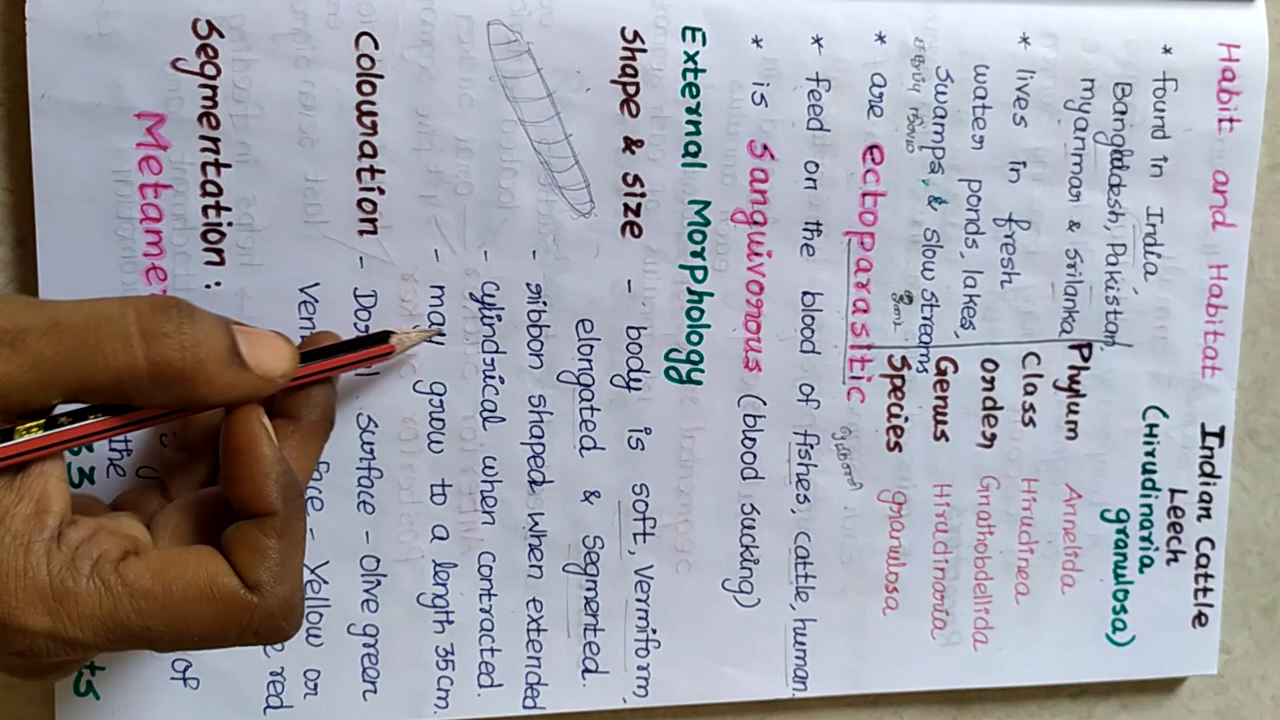 Indian Cattle
Leech
(Hirudinaria
granulosa)
Habit and Habitat
* found in India,
Bangladesh, Pakistan,
myanmar & srilanka
* lives in fresh
water ponds, lakes,
swamps, & slow streams
Phylum Annelida
Class Hirudinea
Order Gnathobdellida
Genus Hirudinaria
Species granulosa
* are ectoparasitic
* feed on the blood of fishes, cattle, human.
* is Sanguivorous (blood sucking)
External Morphology
Shape & size - body is soft, vermiform,
elongated & segmented.
- ribbon shaped when extended
- cylindrical when contracted.
- may grow to a length 35cm.
Colouration - surface - Olive green
Yellow or
red
Segmentation :
of
the
33